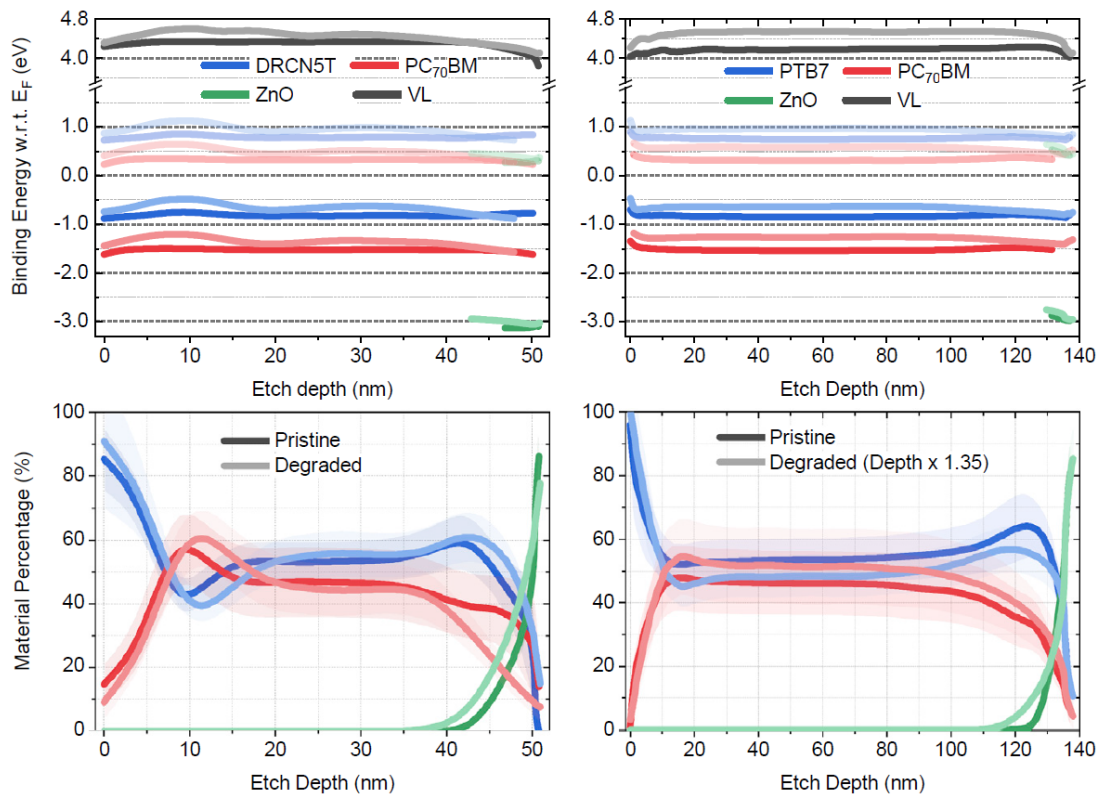 Binding Energy w.r.t. E_F (eV)
4.8
4.0
1.0
0.0
-1.0
-2.0
-3.0
DRCN5T PC₇₀BM
ZnO VL
0 10 20 30 40 50
Etch depth (nm)
4.8
4.0
1.0
0.0
-1.0
-2.0
-3.0
PTB7 PC₇₀BM
ZnO VL
0 20 40 60 80 100 120 140
Etch Depth (nm)
Material Percentage (%)
100
80
60
40
20
0
Pristine
Degraded
0 10 20 30 40 50
Etch Depth (nm)
100
80
60
40
20
0
Pristine
Degraded (Depth x 1.35)
0 20 40 60 80 100 120 140
Etch Depth (nm)